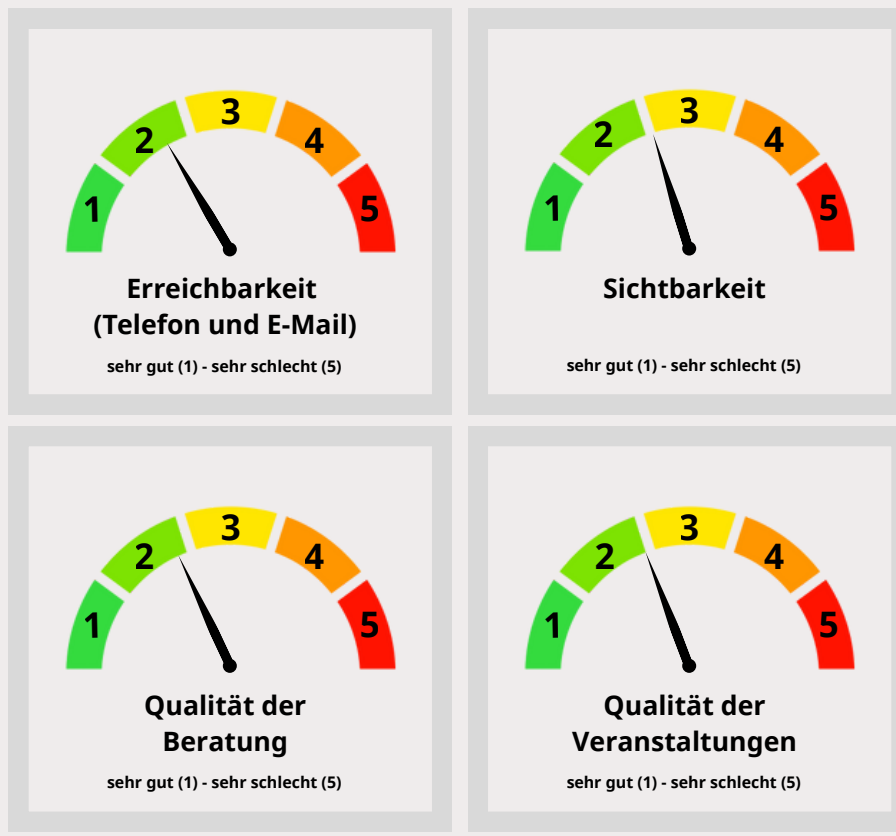 1 2 3 4 5
Erreichbarkeit
(Telefon und E-Mail)
sehr gut (1) - sehr schlecht (5)
1 2 3 4 5
Sichtbarkeit
sehr gut (1) - sehr schlecht (5)
1 2 3 4 5
Qualität der
Beratung
sehr gut (1) - sehr schlecht (5)
1 2 3 4 5
Qualität der
Veranstaltungen
sehr gut (1) - sehr schlecht (5)